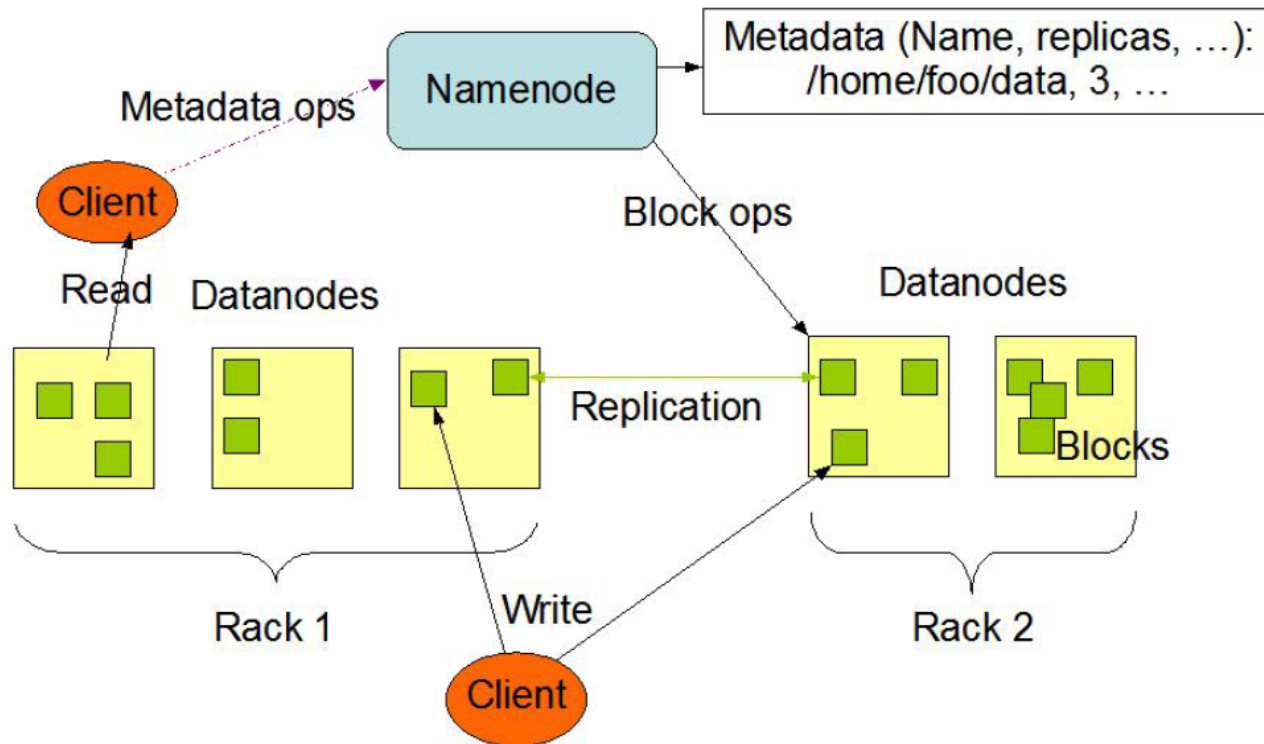 Metadata (Name, replicas, …):
/home/foo/data, 3, …
Namenode
Metadata ops
Client
Block ops
Read
Datanodes
Datanodes
Replication
Blocks
Rack 1
Write
Rack 2
Client